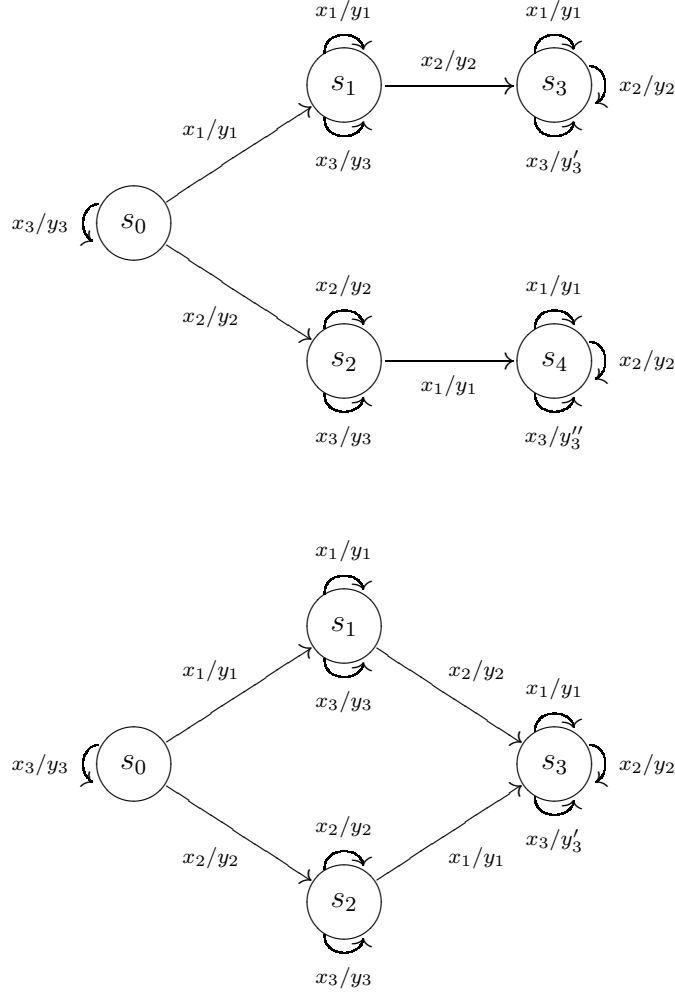 x₁/y₁ x₁/y₁
s₁ x₂/y₂ s₃ x₂/y₂
x₁/y₁ x₃/y₃ x₃/y₃′
x₃/y₃ s₀
x₂/y₂ x₂/y₂ x₁/y₁
s₂ x₁/y₁ s₄ x₂/y₂
x₃/y₃ x₃/y₃″
x₁/y₁
s₁
x₁/y₁ x₃/y₃ x₂/y₂ x₁/y₁
x₃/y₃ s₀ s₃ x₂/y₂
x₂/y₂ x₂/y₂ x₁/y₁ x₃/y₃′
s₂
x₃/y₃